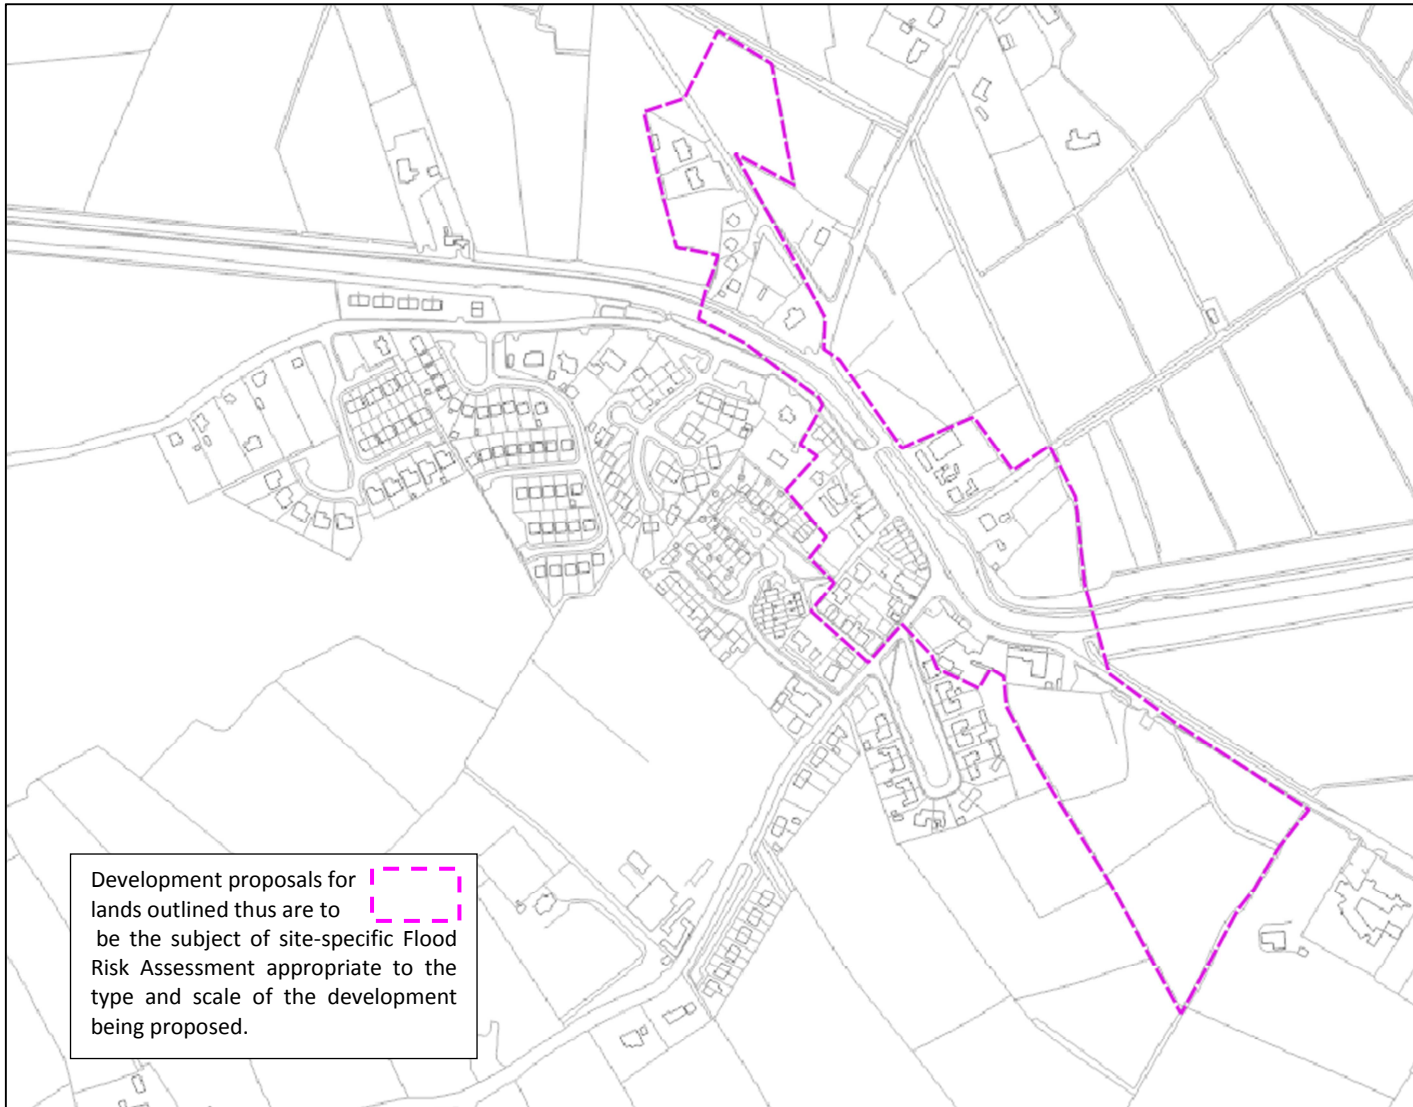 Development proposals for
lands outlined thus are to
be the subject of site-specific Flood
Risk Assessment appropriate to the
type and scale of the development
being proposed.